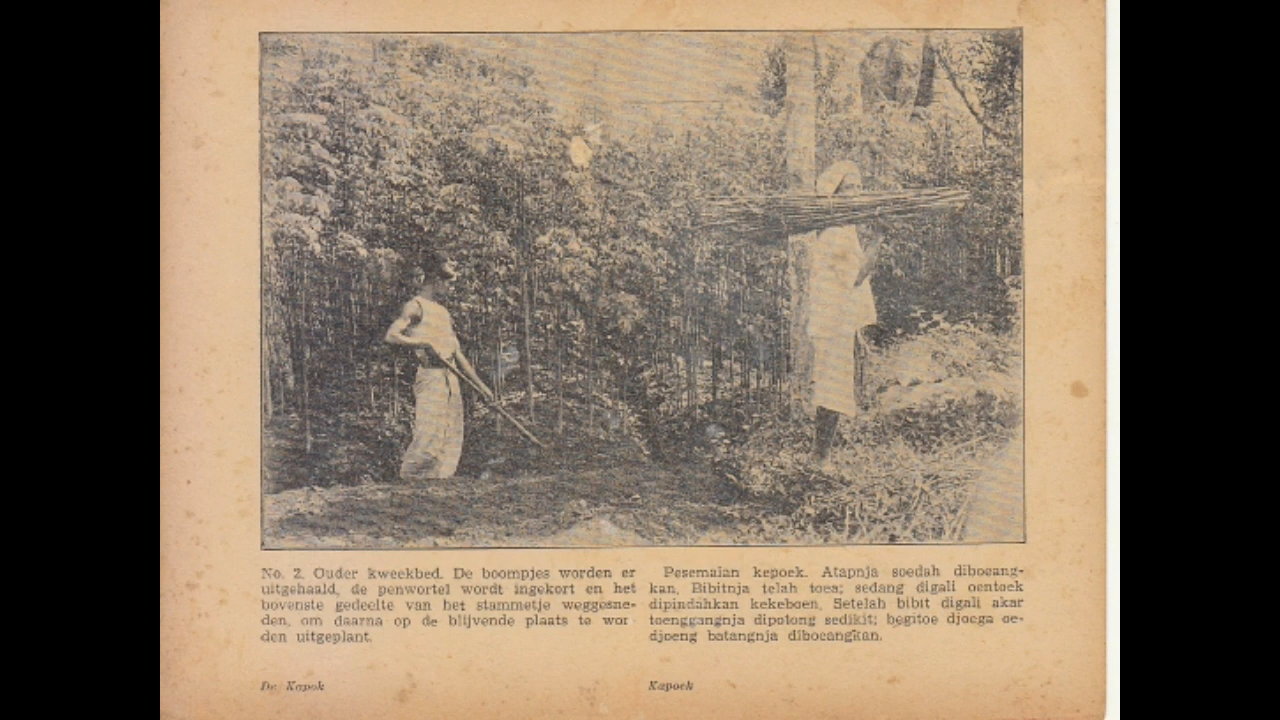 No. 2. Ouder kweekbed. De boompjes worden er
uitgehaald, de penwortel wordt ingekort en het
bovenste gedeelte van het stammetje weggesne-
den, om daarna op de blijvende plaats te wor
den uitgeplant.
De Kapok
Pesemaian kepoek. Atapnja soedah diboeang-
kan. Bibitnja telah toea; sedang digali oentoek
dipindahkan kekeboen. Setelah bibit digali akar
toenggangnja dipotong sedikit; begitoe djoega oe-
djoeng batangnja diboeangkan.
Kapoek